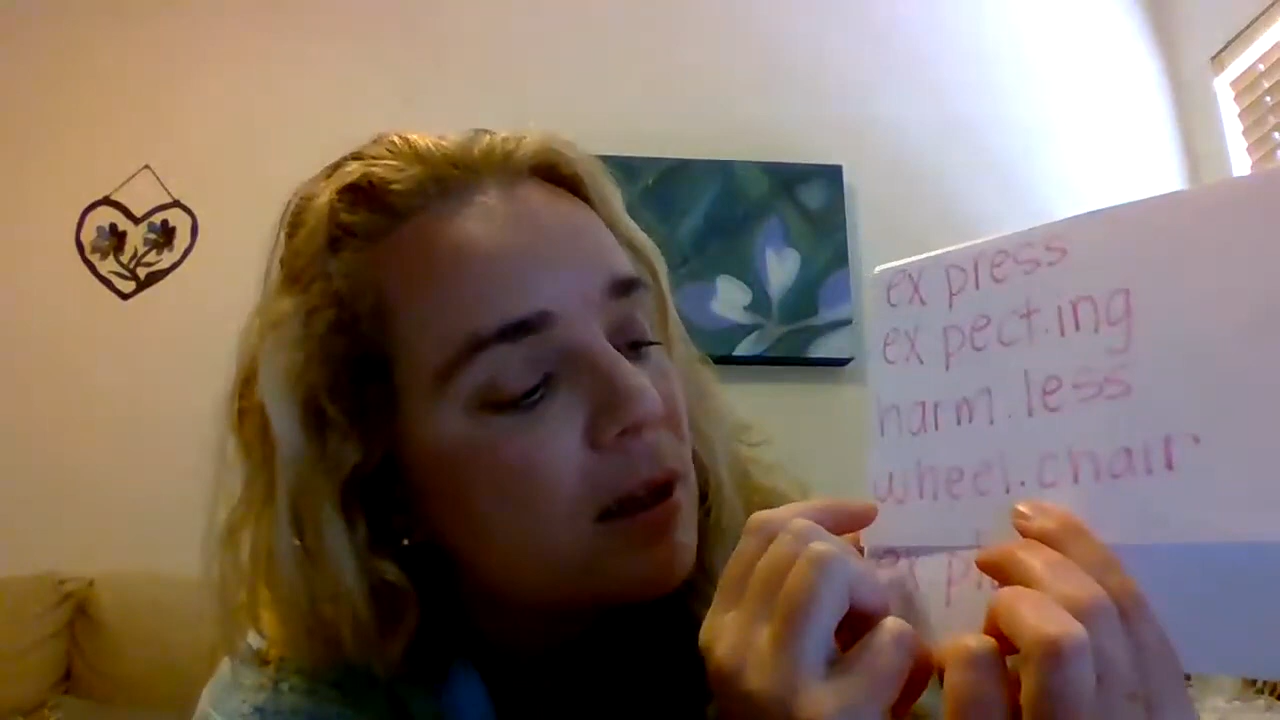 ex press
ex pect.ing
harm.less
wheel.chair